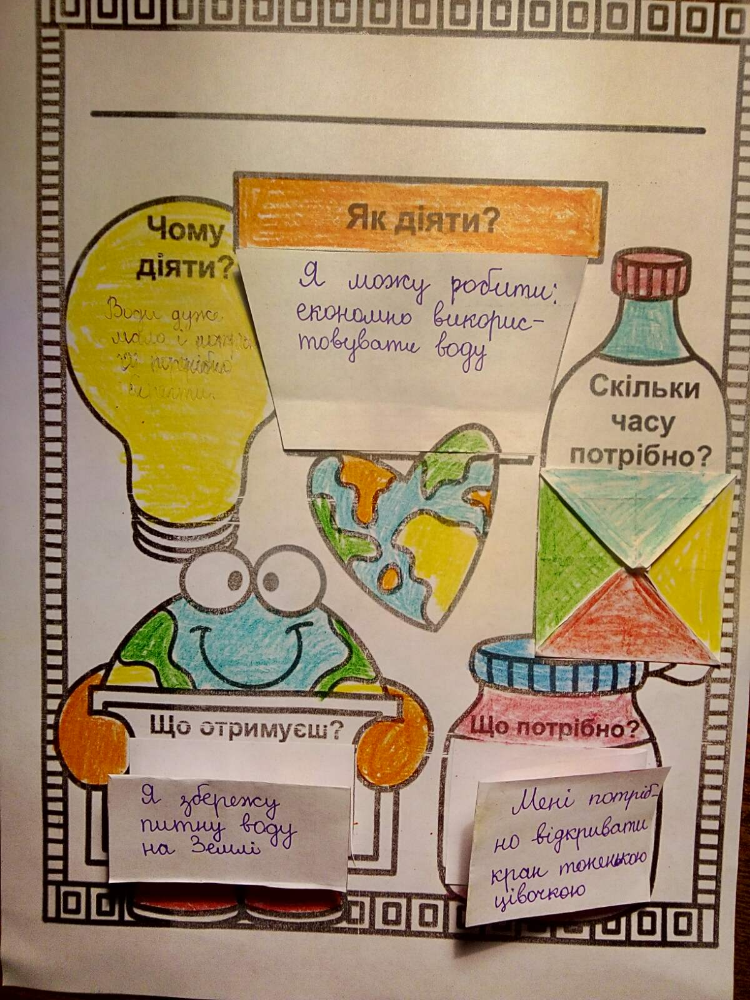 Чому
діяти?
Води дуже
мало і
її потрібно
берегти.
Як діяти?
Я можу робити:
економно викорис-
товувати воду
Скільки
часу
потрібно?
Що отримуєш?
Я збережу
питну воду
на Землі
Що потрібно?
Мені потріб-
но відкривати
кран тоненькою
цівочкою